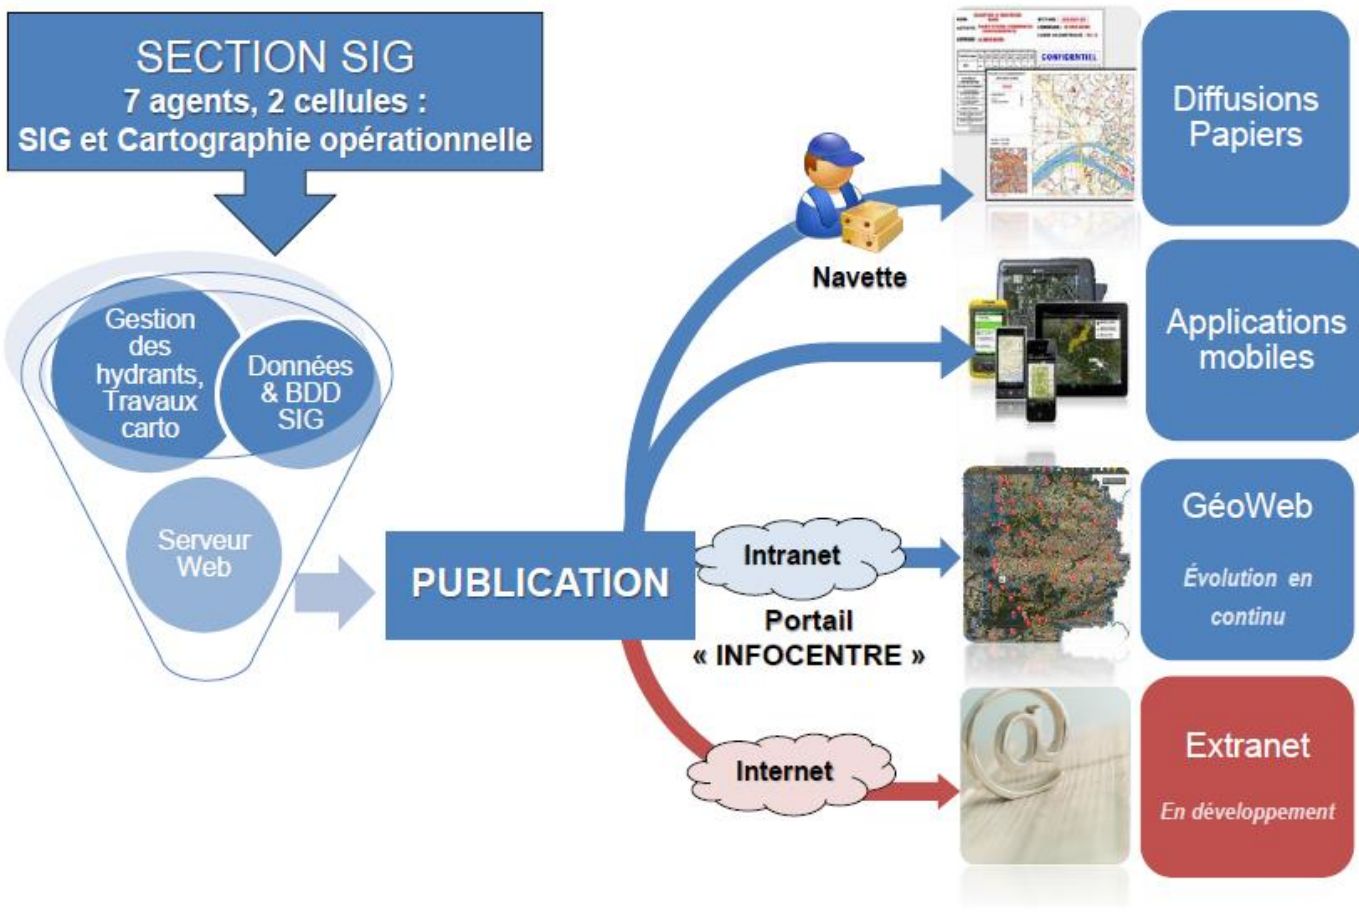 SECTION SIG
7 agents, 2 cellules :
SIG et Cartographie opérationnelle
Gestion
des
hydrants,
Travaux
carto
Données
& BDD
SIG
Serveur
Web
PUBLICATION
Navette
CONFIDENTIEL
Diffusions
Papiers
Applications
mobiles
Intranet
Portail
« INFOCENTRE »
GéoWeb
Évolution en
continu
Internet
Extranet
En développement